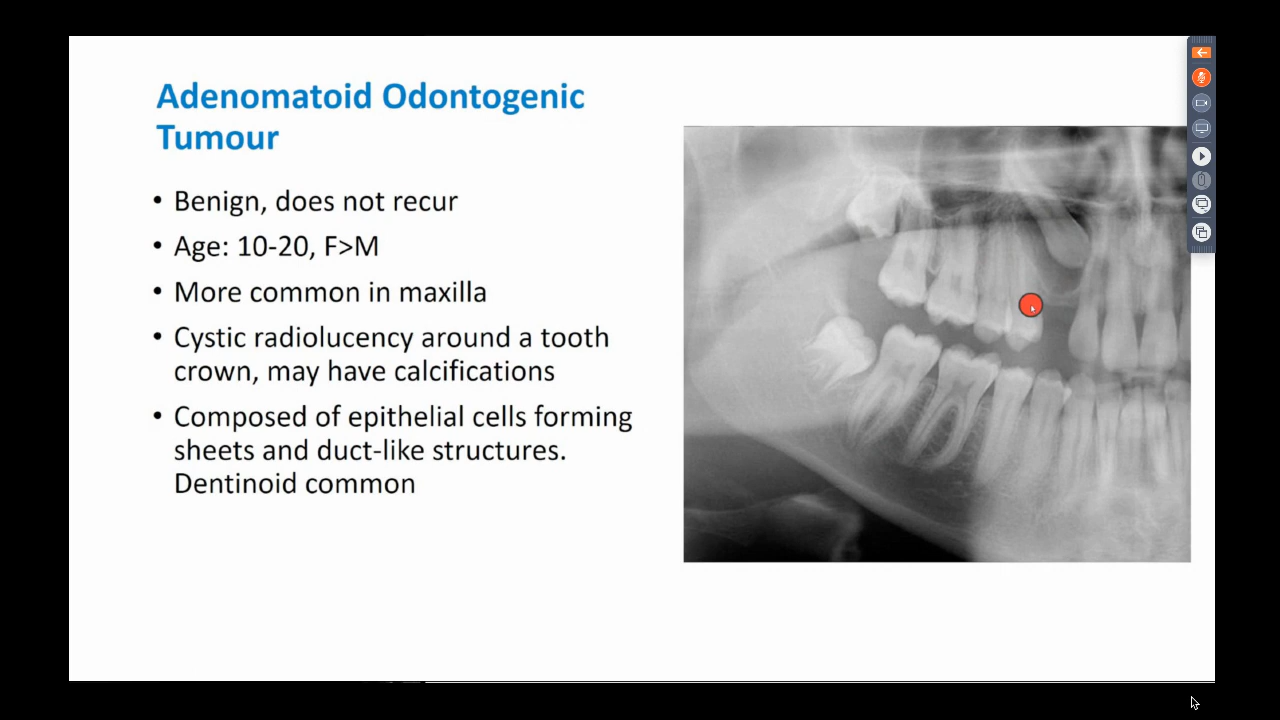 Adenomatoid Odontogenic
Tumour
• Benign, does not recur
• Age: 10-20, F>M
• More common in maxilla
• Cystic radiolucency around a tooth
crown, may have calcifications
• Composed of epithelial cells forming
sheets and duct-like structures.
Dentinoid common